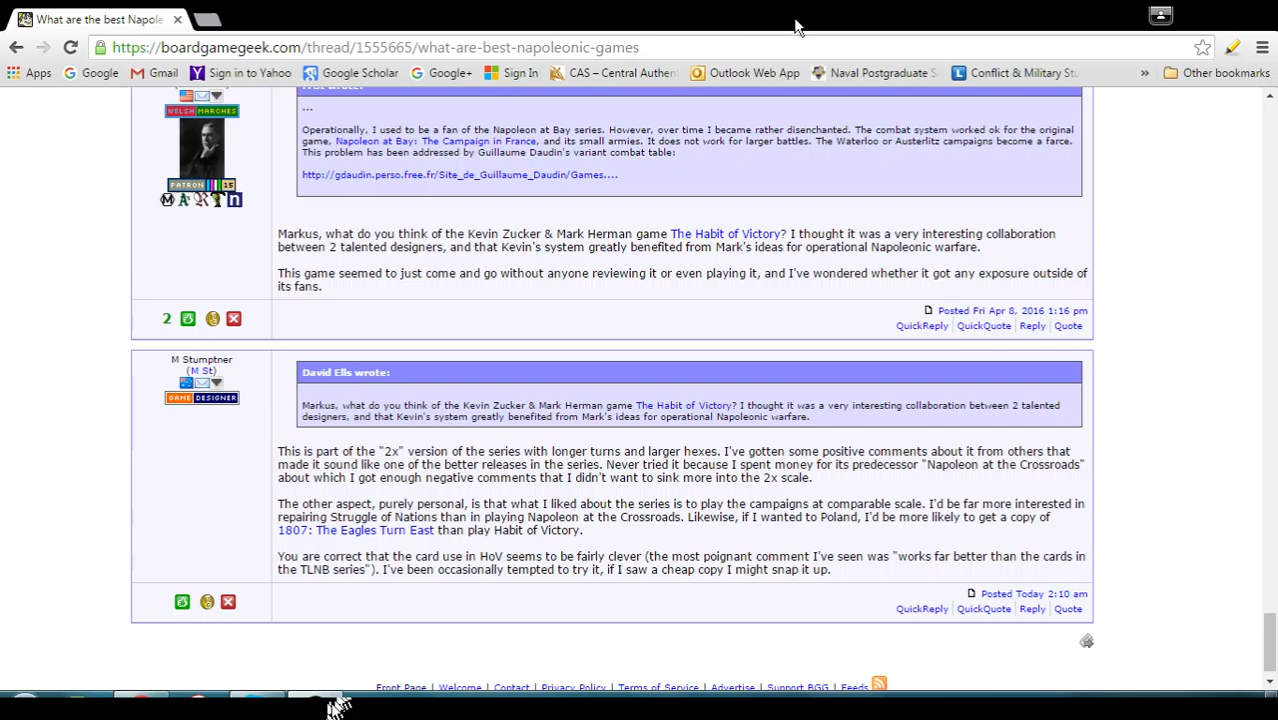 What are the best Napole
https://boardgamegeek.com/thread/1555665/what-are-best-napoleonic-games
Apps Google Gmail Sign in to Yahoo Google Scholar Google+ Sign In CAS – Central Authen Outlook Web App Naval Postgraduate S Conflict & Military Stu » Other bookmarks
WELSH MARCHES
PATRON 15
...
Operationally, I used to be a fan of the Napoleon at Bay series. However, over time I became rather disenchanted. The combat system worked ok for the original
game, Napoleon at Bay: The Campaign in France, and its small armies. It does not work for larger battles. The Waterloo or Austerlitz campaigns become a farce.
This problem has been addressed by Guillaume Daudin's variant combat table:
http://gdaudin.perso.free.fr/Site_de_Guillaume_Daudin/Games....
Markus, what do you think of the Kevin Zucker & Mark Herman game The Habit of Victory? I thought it was a very interesting collaboration
between 2 talented designers, and that Kevin's system greatly benefited from Mark's ideas for operational Napoleonic warfare.
This game seemed to just come and go without anyone reviewing it or even playing it, and I've wondered whether it got any exposure outside of
its fans.
2
Posted Fri Apr 8, 2016 1:16 pm
QuickReply | QuickQuote | Reply | Quote
M Stumptner
(M St)
GAME DESIGNER
David Ells wrote:
Markus, what do you think of the Kevin Zucker & Mark Herman game The Habit of Victory? I thought it was a very interesting collaboration between 2 talented
designers, and that Kevin's system greatly benefited from Mark's ideas for operational Napoleonic warfare.
This is part of the "2x" version of the series with longer turns and larger hexes. I've gotten some positive comments about it from others that
made it sound like one of the better releases in the series. Never tried it because I spent money for its predecessor "Napoleon at the Crossroads"
about which I got enough negative comments that I didn't want to sink more into the 2x scale.
The other aspect, purely personal, is that what I liked about the series is to play the campaigns at comparable scale. I'd be far more interested in
repairing Struggle of Nations than in playing Napoleon at the Crossroads. Likewise, if I wanted to Poland, I'd be more likely to get a copy of
1807: The Eagles Turn East than play Habit of Victory.
You are correct that the card use in HoV seems to be fairly clever (the most poignant comment I've seen was "works far better than the cards in
the TLNB series"). I've been occasionally tempted to try it, if I saw a cheap copy I might snap it up.
Posted Today 2:10 am
QuickReply | QuickQuote | Reply | Quote
Front Page | Welcome | Contact | Privacy Policy | Terms of Service | Advertise | Support BGG | Feeds